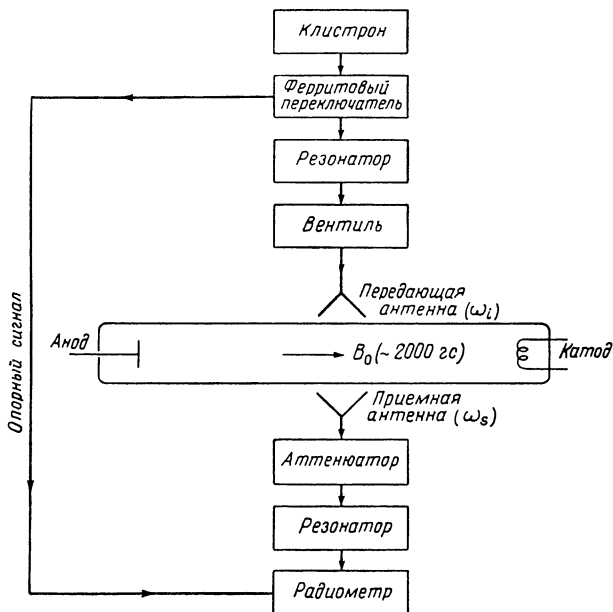 Клистрон
Ферритовый
переключатель
Резонатор
Вентиль
Передающая
антенна (ωᵢ)
Анод
B₀ (~ 2000 гс)
Катод
Приемная
антенна (ωₛ)
Опорный сигнал
Аттенюатор
Резонатор
Радиометр